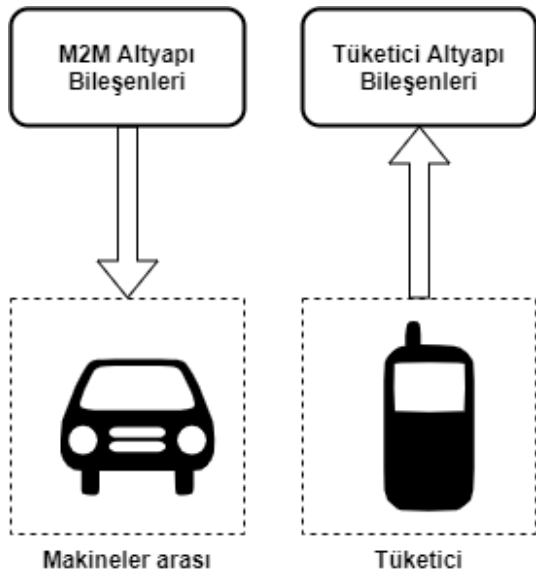 M2M Altyapı
Bileşenleri
Tüketici Altyapı
Bileşenleri
Makineler arası
Tüketici